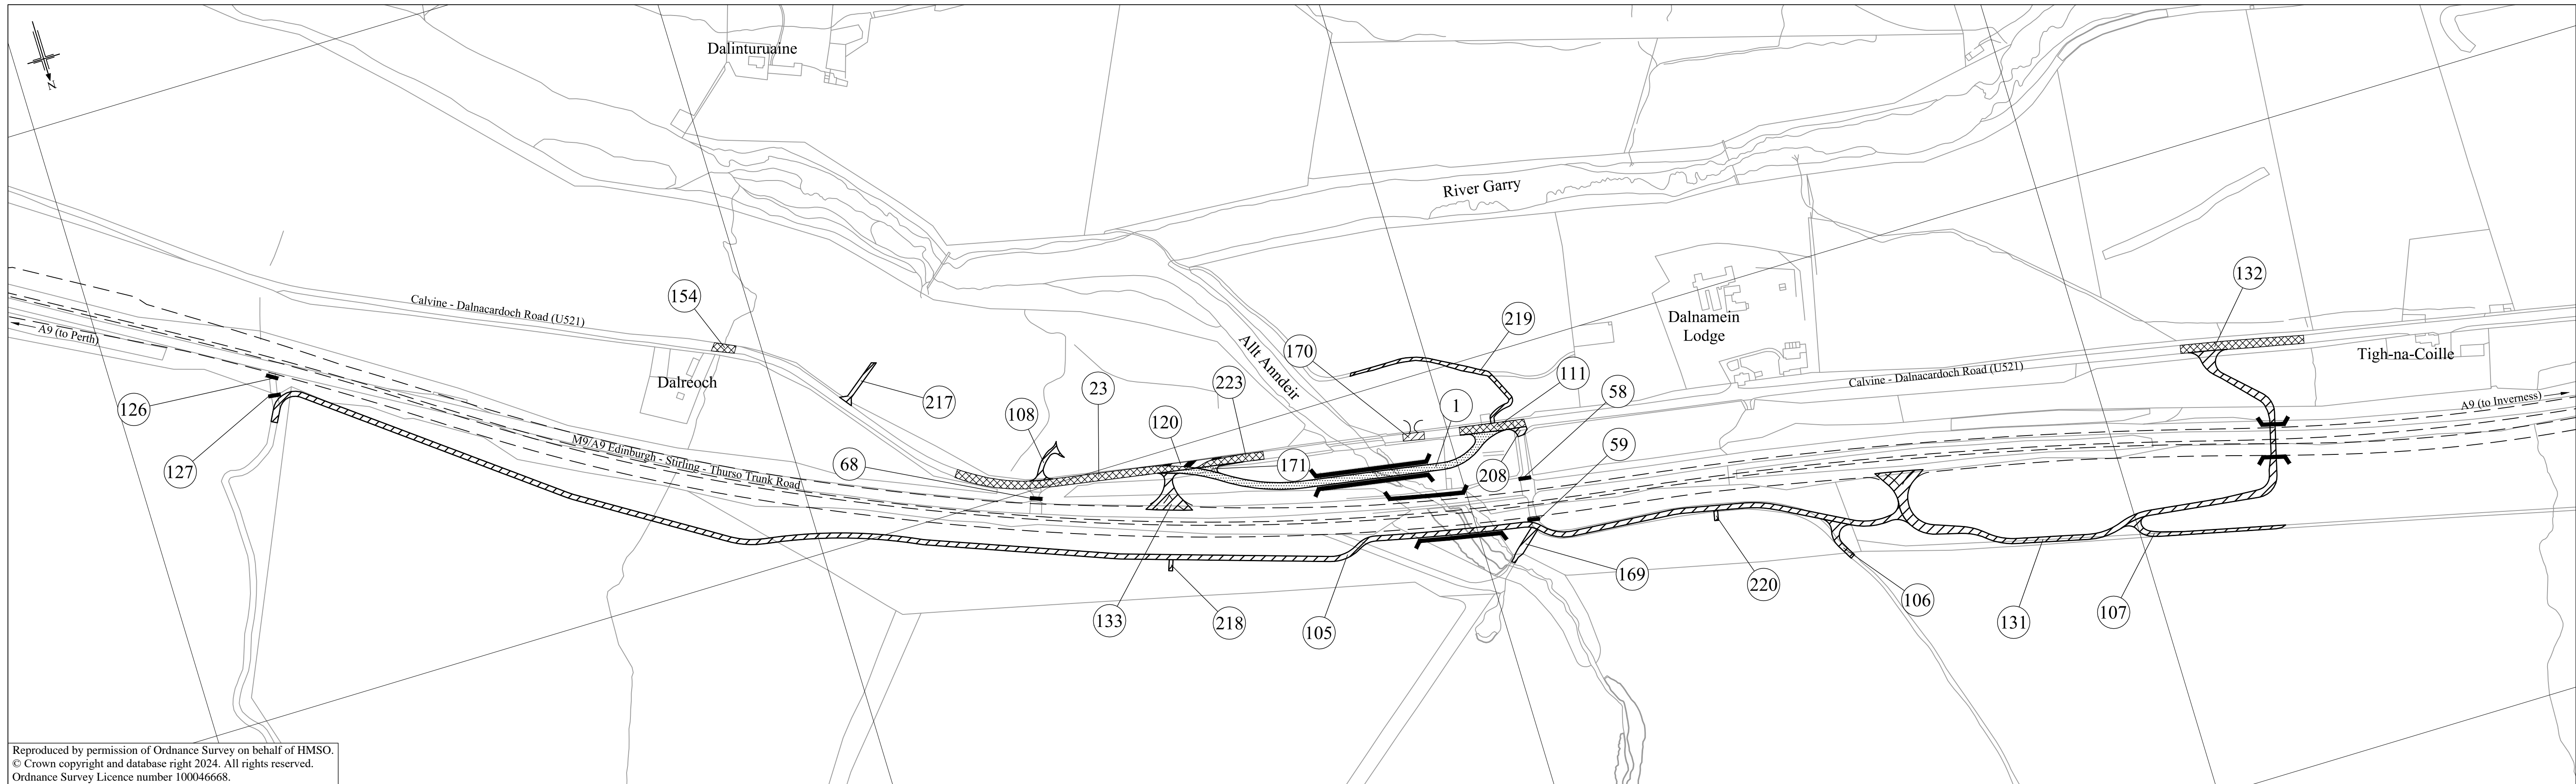 N
Dalinturuaine
River Garry
132
154
Calvine - Dalnacardoch Road (U521)
A9 (to Perth)
219
Dalnamein
Lodge
170
Allt Anndeir
Tigh-na-Coille
Dalreoch
223
111
58
Calvine - Dalnacardoch Road (U521)
23
126
217
108
1
A9 (to Inverness)
120
M9/A9 Edinburgh - Stirling - Thurso Trunk Road
59
127
68
171
208
169
220
106
133
218
105
131
107
Reproduced by permission of Ordnance Survey on behalf of HMSO.
© Crown copyright and database right 2024. All rights reserved.
Ordnance Survey Licence number 100046668.